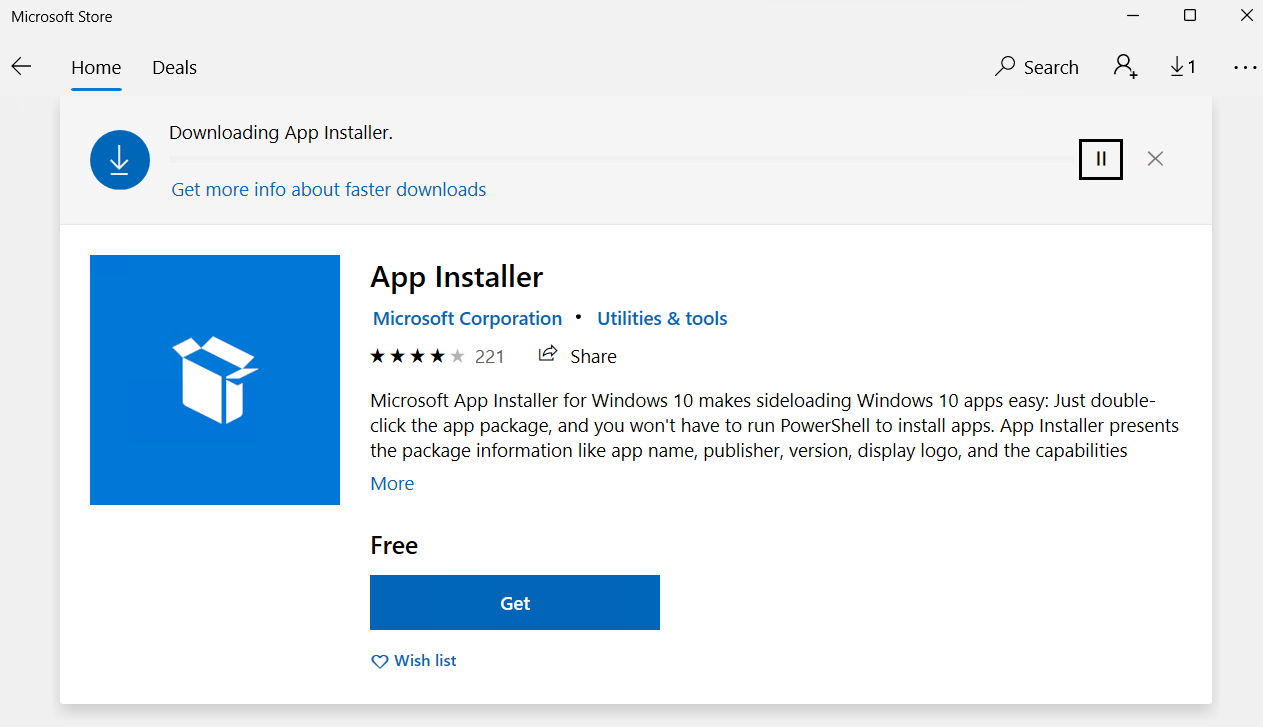 Microsoft Store
Home Deals Search 1
Downloading App Installer.
Get more info about faster downloads
App Installer
Microsoft Corporation • Utilities & tools
221 Share
Microsoft App Installer for Windows 10 makes sideloading Windows 10 apps easy: Just double-
click the app package, and you won't have to run PowerShell to install apps. App Installer presents
the package information like app name, publisher, version, display logo, and the capabilities
More
Free
Get
Wish list